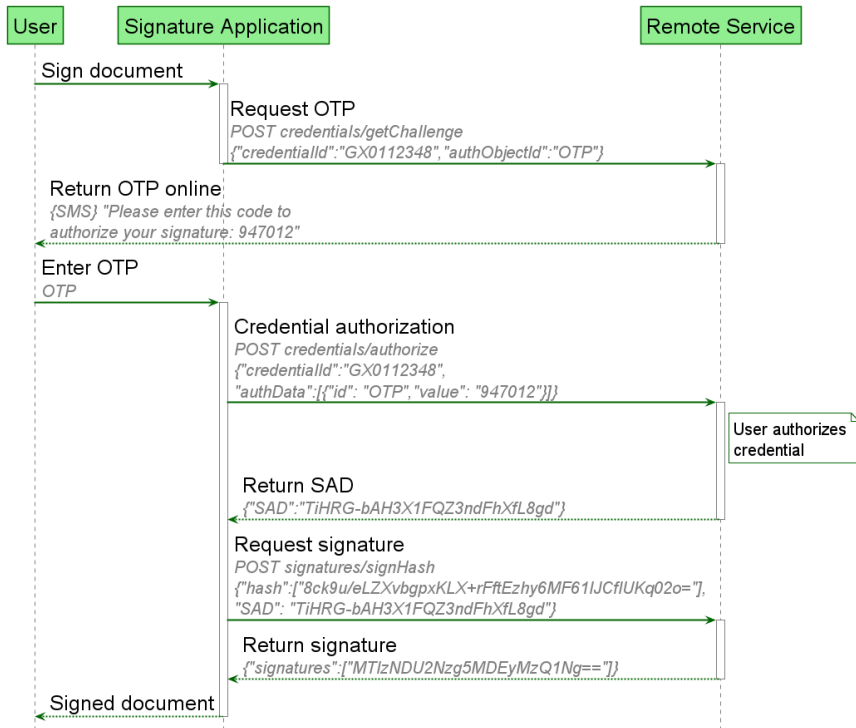 User
Signature Application
Remote Service
Sign document
Request OTP
POST credentials/getChallenge
{"credentialId":"GX0112348","authObjectId":"OTP"}
Return OTP online
{SMS} "Please enter this code to
authorize your signature: 947012"
Enter OTP
OTP
Credential authorization
POST credentials/authorize
{"credentialId":"GX0112348",
"authData":[{"id": "OTP","value": "947012"}]}
User authorizes
credential
Return SAD
{"SAD":"TiHRG-bAH3X1FQZ3ndFhXfL8gd"}
Request signature
POST signatures/signHash
{"hash":["8ck9u/eLZXvbgpxKLX+rFftEzhy6MF61IJCflUKq02o="],
"SAD": "TiHRG-bAH3X1FQZ3ndFhXfL8gd"}
Return signature
{"signatures":["MTIzNDU2Nzg5MDEyMzQ1Ng=="]}
Signed document